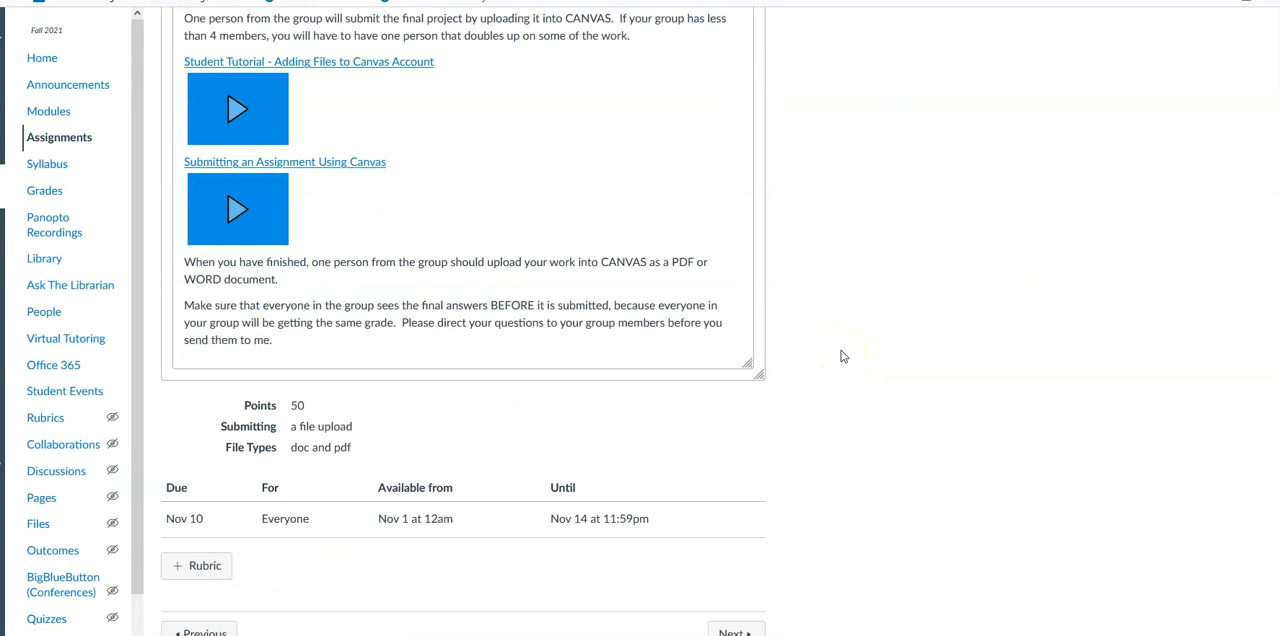 Fall 2021
Home
Announcements
Modules
Assignments
Syllabus
Grades
Panopto
Recordings
Library
Ask The Librarian
People
Virtual Tutoring
Office 365
Student Events
Rubrics
Collaborations
Discussions
Pages
Files
Outcomes
BigBlueButton
(Conferences)
Quizzes
One person from the group will submit the final project by uploading it into CANVAS.  If your group has less
than 4 members, you will have to have one person that doubles up on some of the work.
Student Tutorial - Adding Files to Canvas Account
Submitting an Assignment Using Canvas
When you have finished, one person from the group should upload your work into CANVAS as a PDF or
WORD document.
Make sure that everyone in the group sees the final answers BEFORE it is submitted, because everyone in
your group will be getting the same grade.  Please direct your questions to your group members before you
send them to me.
Points 50
Submitting a file upload
File Types doc and pdf
Due For Available from Until
Nov 10 Everyone Nov 1 at 12am Nov 14 at 11:59pm
+ Rubric
◂ Previous Next ▸